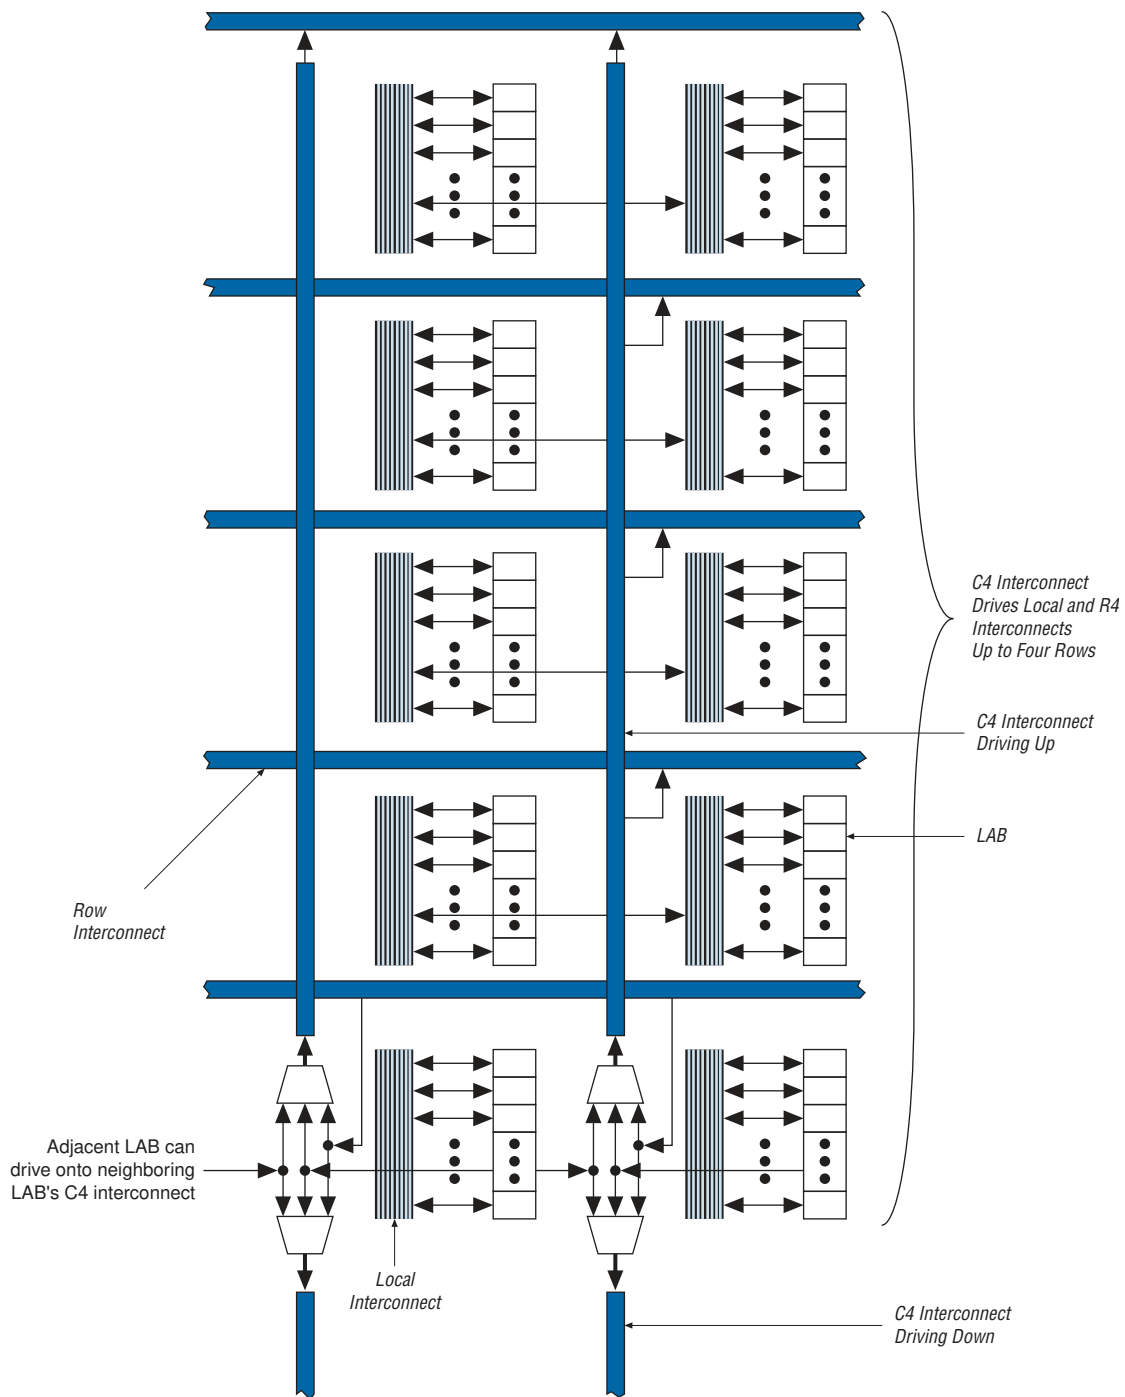 C4 Interconnect
Drives Local and R4
Interconnects
Up to Four Rows
C4 Interconnect
Driving Up
LAB
Row
Interconnect
Adjacent LAB can
drive onto neighboring
LAB's C4 interconnect
Local
Interconnect
C4 Interconnect
Driving Down